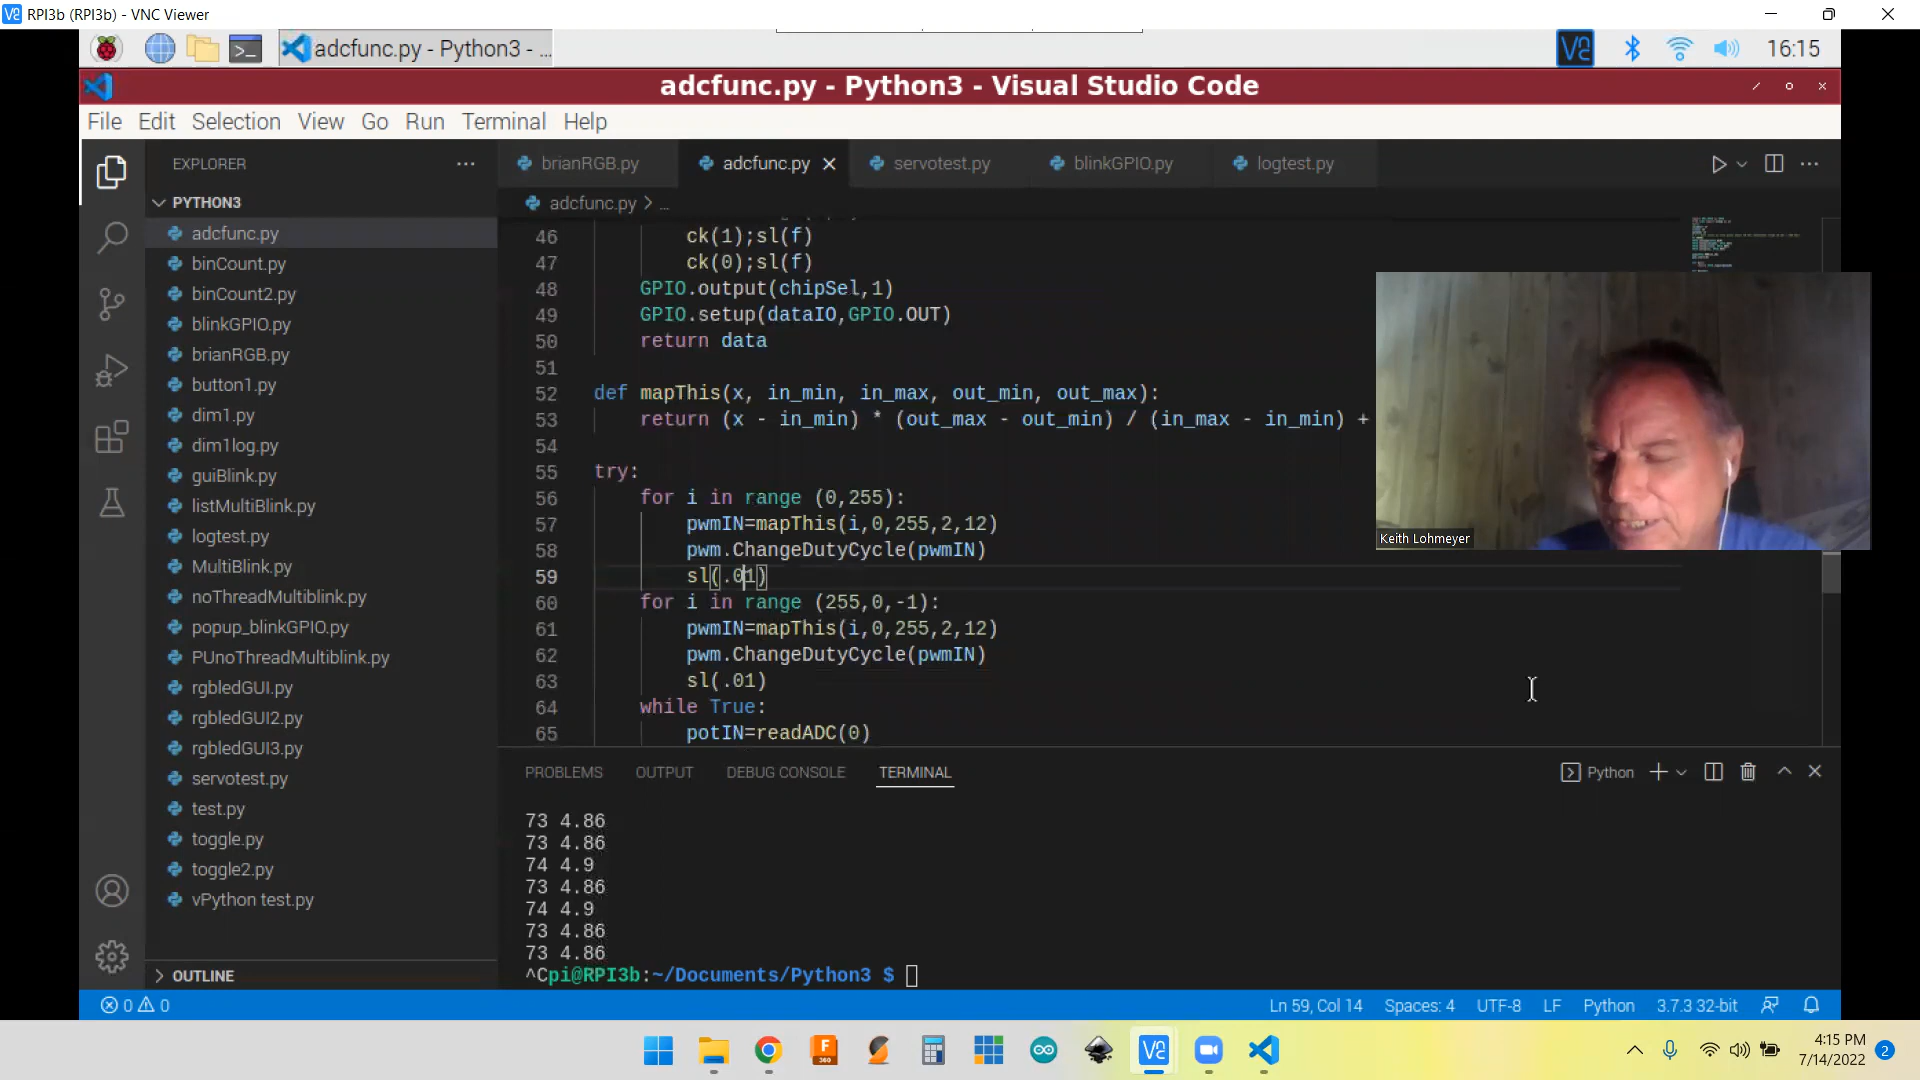 RPI3b (RPI3b) - VNC Viewer
adcfunc.py - Python3 - ...
16:15
adcfunc.py - Python3 - Visual Studio Code
File Edit Selection View Go Run Terminal Help
EXPLORER
PYTHON3
adcfunc.py
binCount.py
binCount2.py
blinkGPIO.py
brianRGB.py
button1.py
dim1.py
dim1log.py
guiBlink.py
listMultiBlink.py
logtest.py
MultiBlink.py
noThreadMultiblink.py
popup_blinkGPIO.py
PUnoThreadMultiblink.py
rgbledGUI.py
rgbledGUI2.py
rgbledGUI3.py
servotest.py
test.py
toggle.py
toggle2.py
vPython test.py
OUTLINE
brianRGB.py adcfunc.py servotest.py blinkGPIO.py logtest.py
adcfunc.py > ...
46 ck(1);sl(f)
47 ck(0);sl(f)
48 GPIO.output(chipSel,1)
49 GPIO.setup(dataIO,GPIO.OUT)
50 return data
51
52 def mapThis(x, in_min, in_max, out_min, out_max):
53 return (x - in_min) * (out_max - out_min) / (in_max - in_min) +
54
55 try:
56 for i in range (0,255):
57 pwmIN=mapThis(i,0,255,2,12)
58 pwm.ChangeDutyCycle(pwmIN)
59 sl(.01)
60 for i in range (255,0,-1):
61 pwmIN=mapThis(i,0,255,2,12)
62 pwm.ChangeDutyCycle(pwmIN)
63 sl(.01)
64 while True:
65 potIN=readADC(0)
Keith Lohmeyer
PROBLEMS OUTPUT DEBUG CONSOLE TERMINAL
Python
73 4.86
73 4.86
74 4.9
73 4.86
74 4.9
73 4.86
73 4.86
^Cpi@RPI3b:~/Documents/Python3 $
0 0
Ln 59, Col 14 Spaces: 4 UTF-8 LF Python 3.7.3 32-bit
4:15 PM
7/14/2022
2